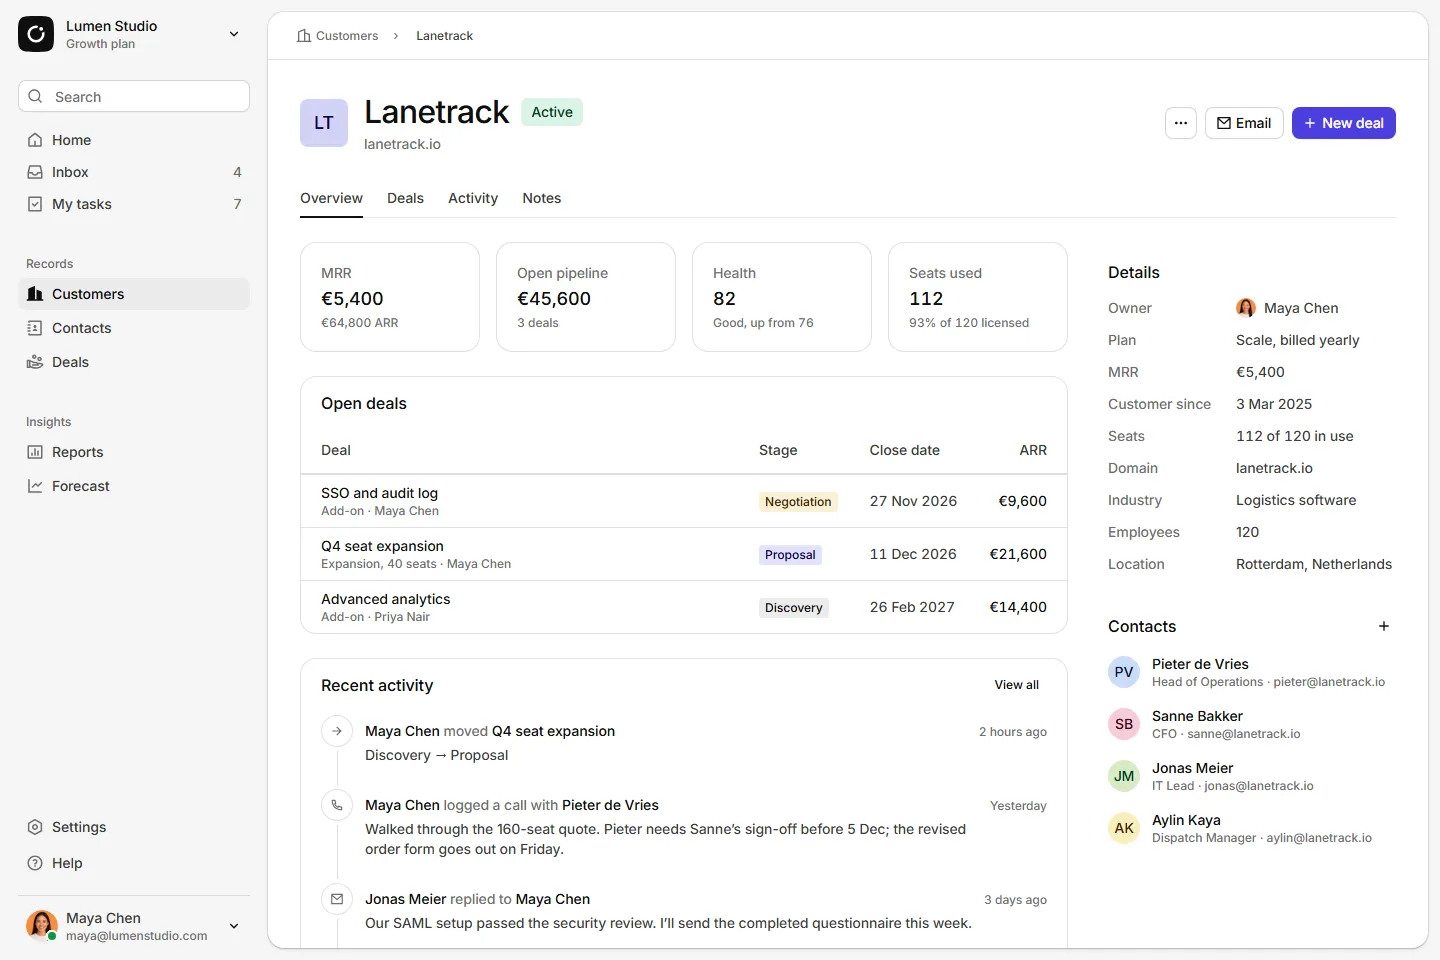 Lumen Studio
Growth plan
Search
Home
Inbox 4
My tasks 7
Records
Customers
Contacts
Deals
Insights
Reports
Forecast
Settings
Help
Maya Chen
maya@lumenstudio.com
Customers › Lanetrack
LT
Lanetrack Active
lanetrack.io
Email
+ New deal
Overview Deals Activity Notes
MRR
€5,400
€64,800 ARR
Open pipeline
€45,600
3 deals
Health
82
Good, up from 76
Seats used
112
93% of 120 licensed
Open deals
Deal Stage Close date ARR
SSO and audit log
Add-on · Maya Chen
Negotiation 27 Nov 2026 €9,600
Q4 seat expansion
Expansion, 40 seats · Maya Chen
Proposal 11 Dec 2026 €21,600
Advanced analytics
Add-on · Priya Nair
Discovery 26 Feb 2027 €14,400
Recent activity View all
Maya Chen moved Q4 seat expansion 2 hours ago
Discovery → Proposal
Maya Chen logged a call with Pieter de Vries Yesterday
Walked through the 160-seat quote. Pieter needs Sanne’s sign-off before 5 Dec; the revised
order form goes out on Friday.
Jonas Meier replied to Maya Chen 3 days ago
Our SAML setup passed the security review. I’ll send the completed questionnaire this week.
Details
Owner Maya Chen
Plan Scale, billed yearly
MRR €5,400
Customer since 3 Mar 2025
Seats 112 of 120 in use
Domain lanetrack.io
Industry Logistics software
Employees 120
Location Rotterdam, Netherlands
Contacts
PV
Pieter de Vries
Head of Operations · pieter@lanetrack.io
SB
Sanne Bakker
CFO · sanne@lanetrack.io
JM
Jonas Meier
IT Lead · jonas@lanetrack.io
AK
Aylin Kaya
Dispatch Manager · aylin@lanetrack.io